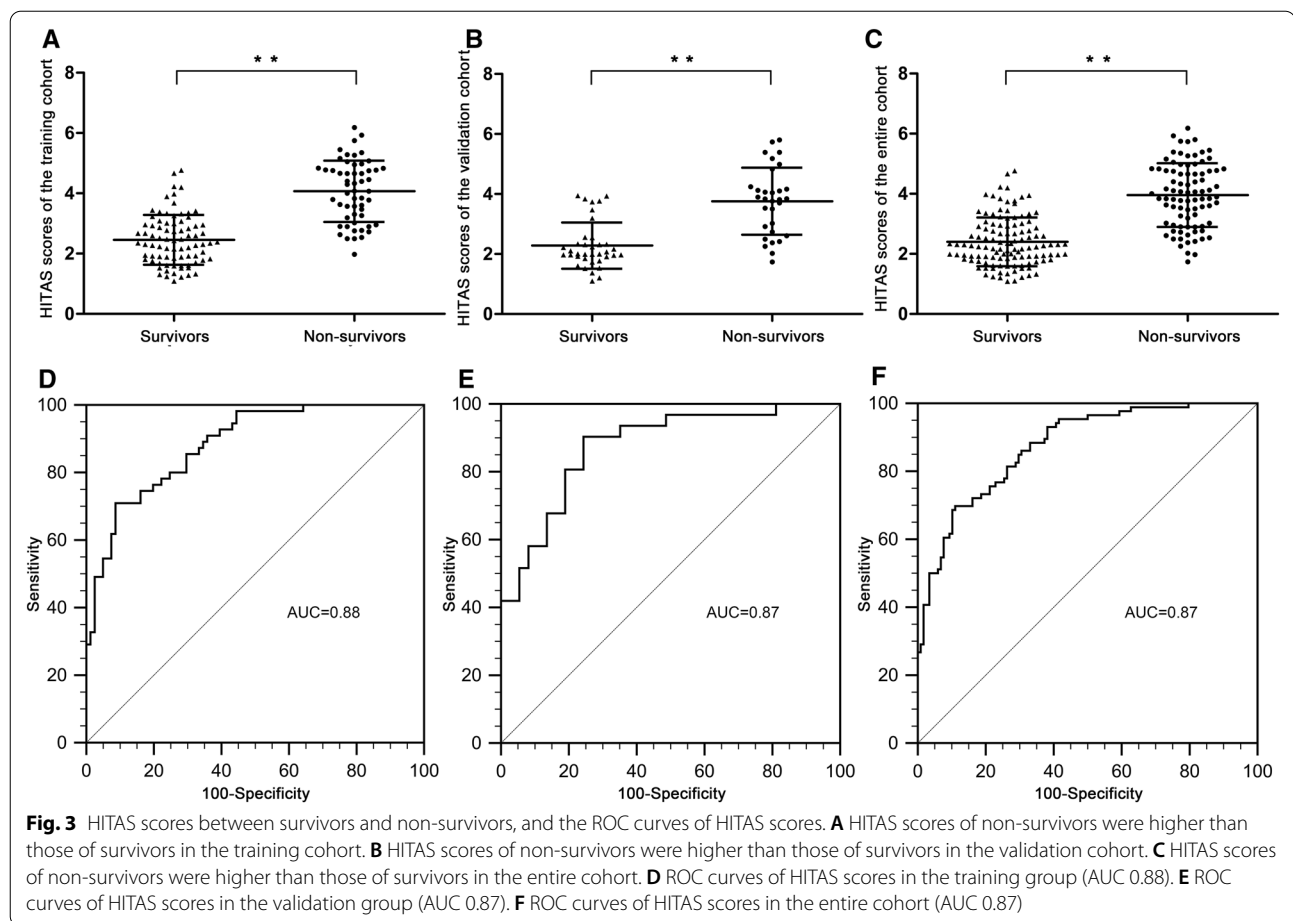 A
HITAS scores of the training cohort
8
6
4
2
0
* *
Survivors
Non-survivors
B
HITAS scores of the validation cohort
8
6
4
2
0
* *
Survivors
Non-survivors
C
HITAS scores of the entire cohort
8
6
4
2
0
* *
Survivors
Non-survivors
D
Sensitivity
100
80
60
40
20
0
AUC=0.88
0 20 40 60 80 100
100-Specificity
E
Sensitivity
100
80
60
40
20
0
AUC=0.87
0 20 40 60 80 100
100-Specificity
F
Sensitivity
100
80
60
40
20
0
AUC=0.87
0 20 40 60 80 100
100-Specificity
Fig. 3 HITAS scores between survivors and non-survivors, and the ROC curves of HITAS scores. A HITAS scores of non-survivors were higher than
those of survivors in the training cohort. B HITAS scores of non-survivors were higher than those of survivors in the validation cohort. C HITAS scores
of non-survivors were higher than those of survivors in the entire cohort. D ROC curves of HITAS scores in the training group (AUC 0.88). E ROC
curves of HITAS scores in the validation group (AUC 0.87). F ROC curves of HITAS scores in the entire cohort (AUC 0.87)